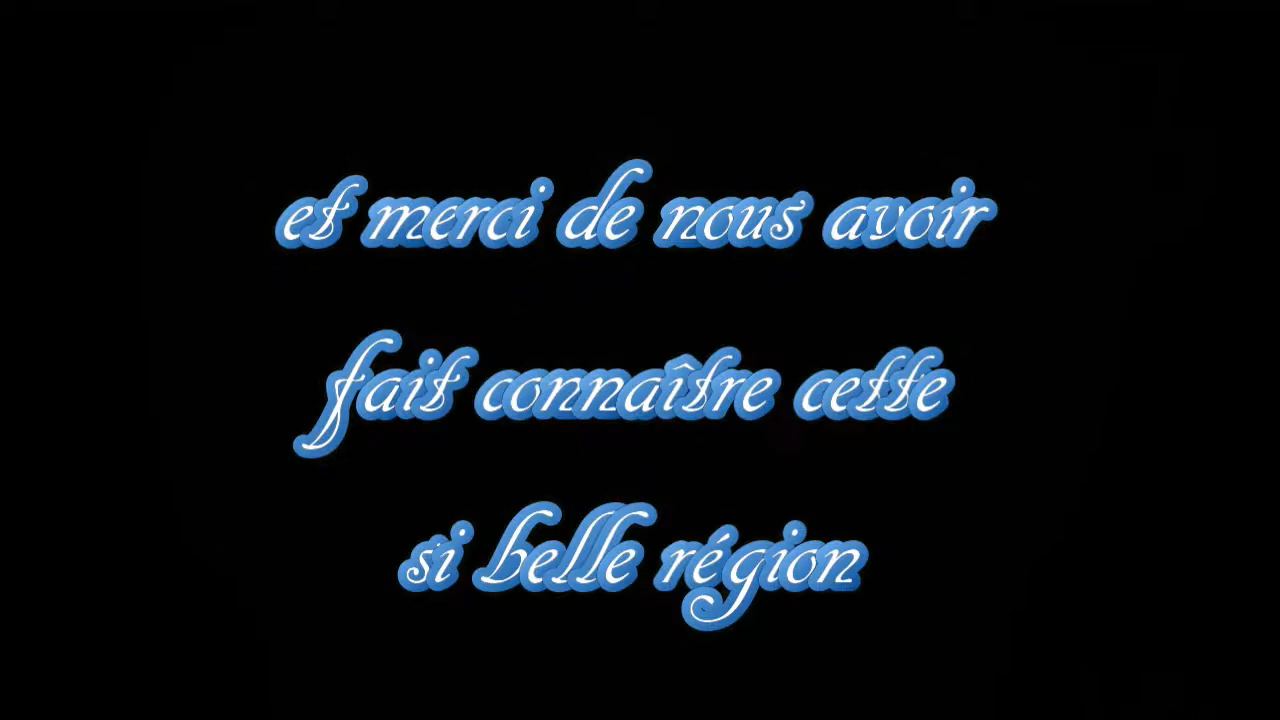 et merci de nous avoir
fait connaître cette
si belle région